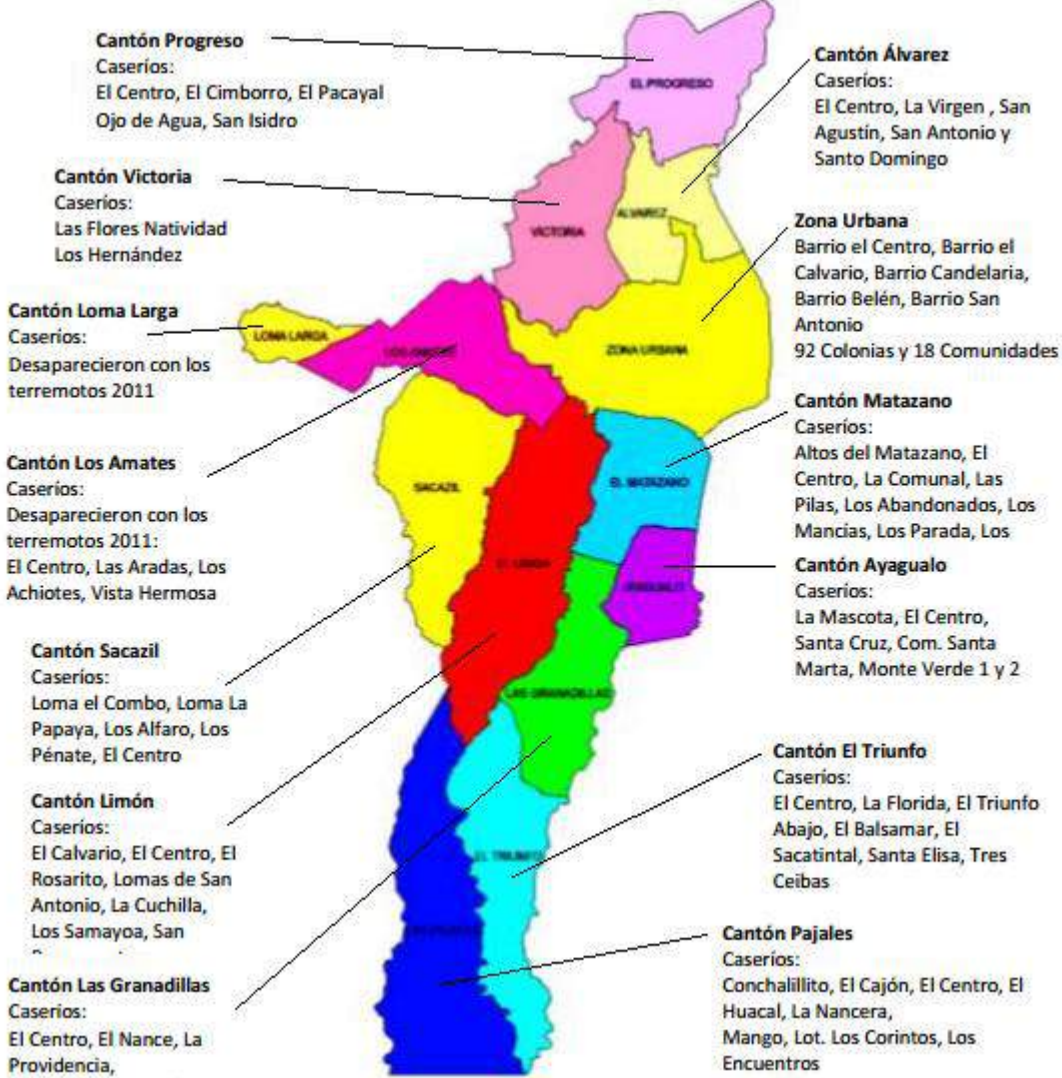 Cantón Progreso
Caseríos:
El Centro, El Cimborro, El Pacayal
Ojo de Agua, San Isidro
Cantón Victoria
Caseríos:
Las Flores Natividad
Los Hernández
Cantón Loma Larga
Caseríos:
Desaparecieron con los
terremotos 2011
Cantón Los Amates
Caseríos:
Desaparecieron con los
terremotos 2011:
El Centro, Las Aradas, Los
Achiotes, Vista Hermosa
Cantón Sacazil
Caseríos:
Loma el Combo, Loma La
Papaya, Los Alfaro, Los
Pénate, El Centro
Cantón Limón
Caseríos:
El Calvario, El Centro, El
Rosarito, Lomas de San
Antonio, La Cuchilla,
Los Samayoa, San
Cantón Las Granadillas
Caseríos:
El Centro, El Nance, La
Providencia,
EL PROGRESO
VICTORIA
ALVAREZ
LOMA LARGA
ZONA URBANA
SACAZIL
EL MATAZANO
LAS GRANADILLAS
EL TRIUNFO
Cantón Álvarez
Caseríos:
El Centro, La Virgen , San
Agustín, San Antonio y
Santo Domingo
Zona Urbana
Barrio el Centro, Barrio el
Calvario, Barrio Candelaria,
Barrio Belén, Barrio San
Antonio
92 Colonias y 18 Comunidades
Cantón Matazano
Caseríos:
Altos del Matazano, El
Centro, La Comunal, Las
Pilas, Los Abandonados, Los
Mancías, Los Parada, Los
Cantón Ayagualo
Caseríos:
La Mascota, El Centro,
Santa Cruz, Com. Santa
Marta, Monte Verde 1 y 2
Cantón El Triunfo
Caseríos:
El Centro, La Florida, El Triunfo
Abajo, El Balsamar, El
Sacatintal, Santa Elisa, Tres
Ceibas
Cantón Pajales
Caseríos:
Conchalillito, El Cajón, El Centro, El
Huacal, La Nancera,
Mango, Lot. Los Corintos, Los
Encuentros